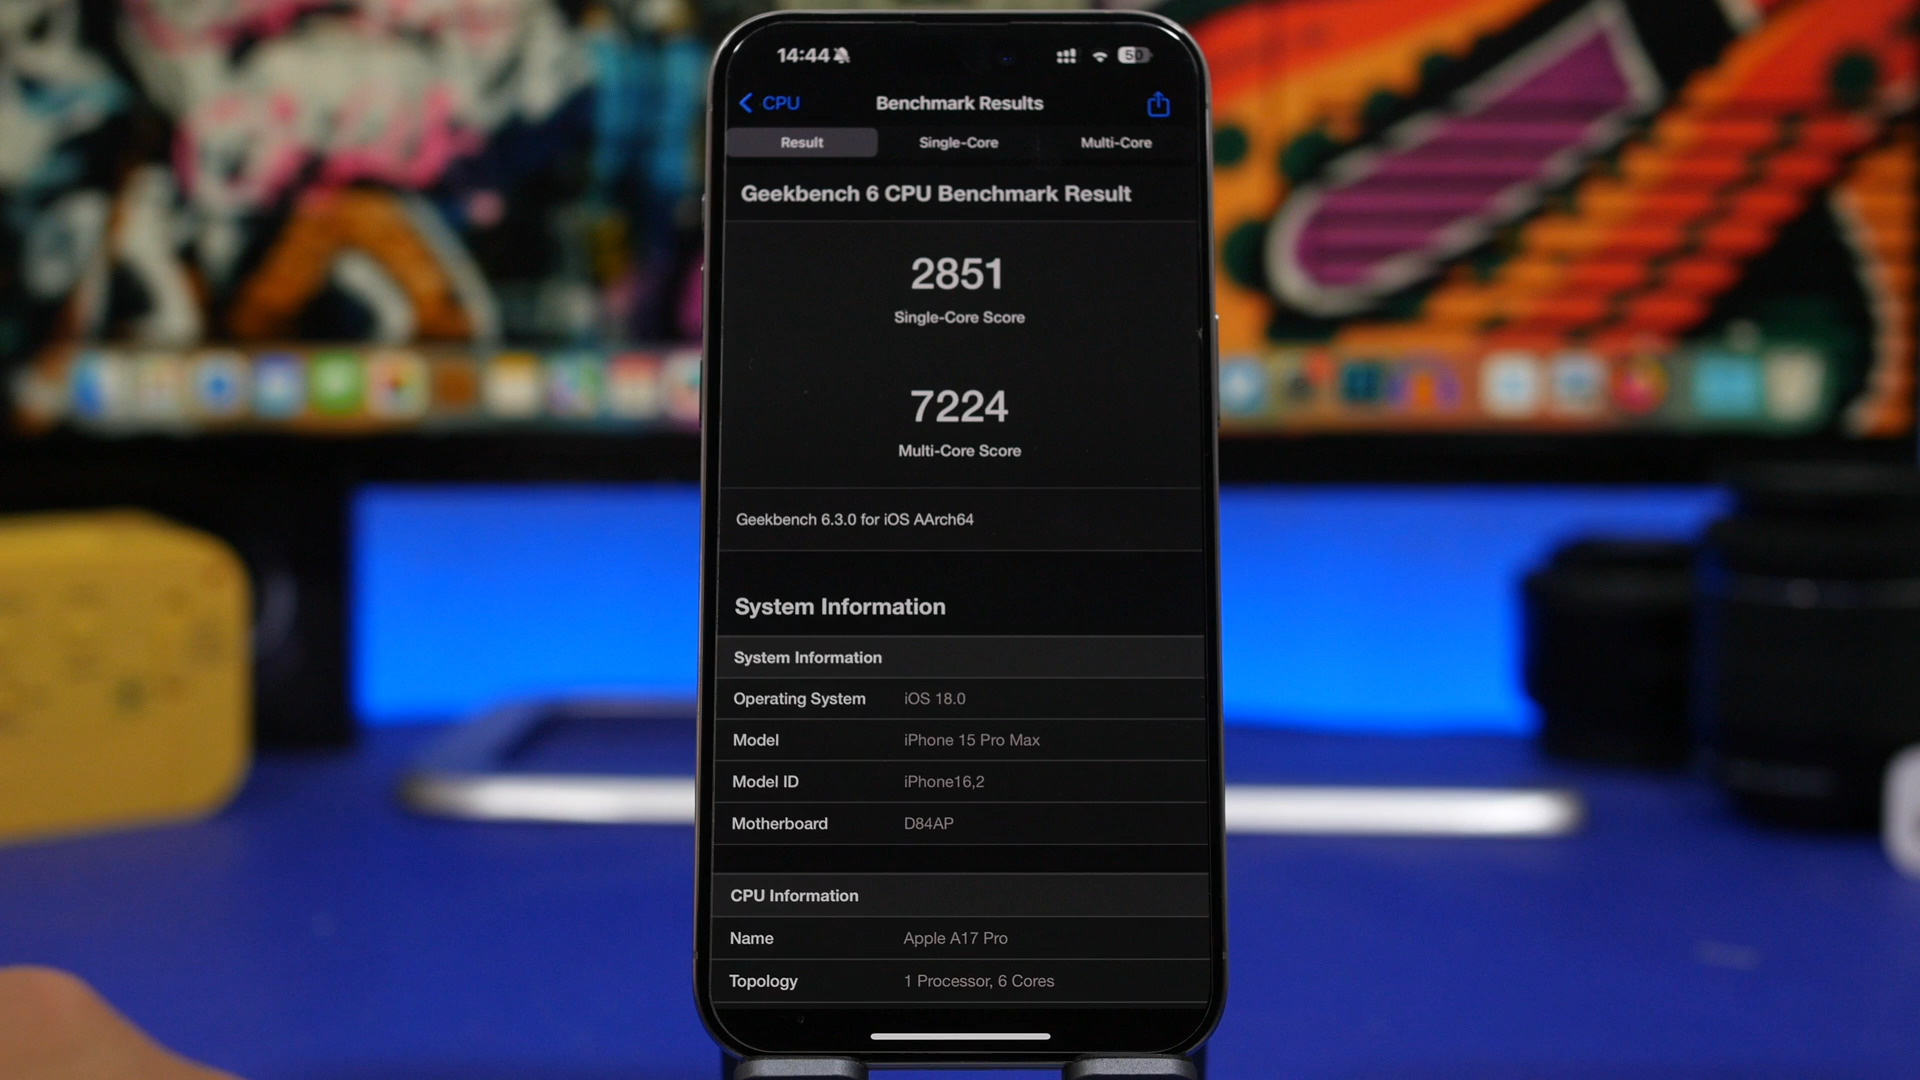 14:44
50
CPU
Benchmark Results
Result
Single-Core
Multi-Core
Geekbench 6 CPU Benchmark Result
2851
Single-Core Score
7224
Multi-Core Score
Geekbench 6.3.0 for iOS AArch64
System Information
System Information
Operating System iOS 18.0
Model iPhone 15 Pro Max
Model ID iPhone16,2
Motherboard D84AP
CPU Information
Name Apple A17 Pro
Topology 1 Processor, 6 Cores